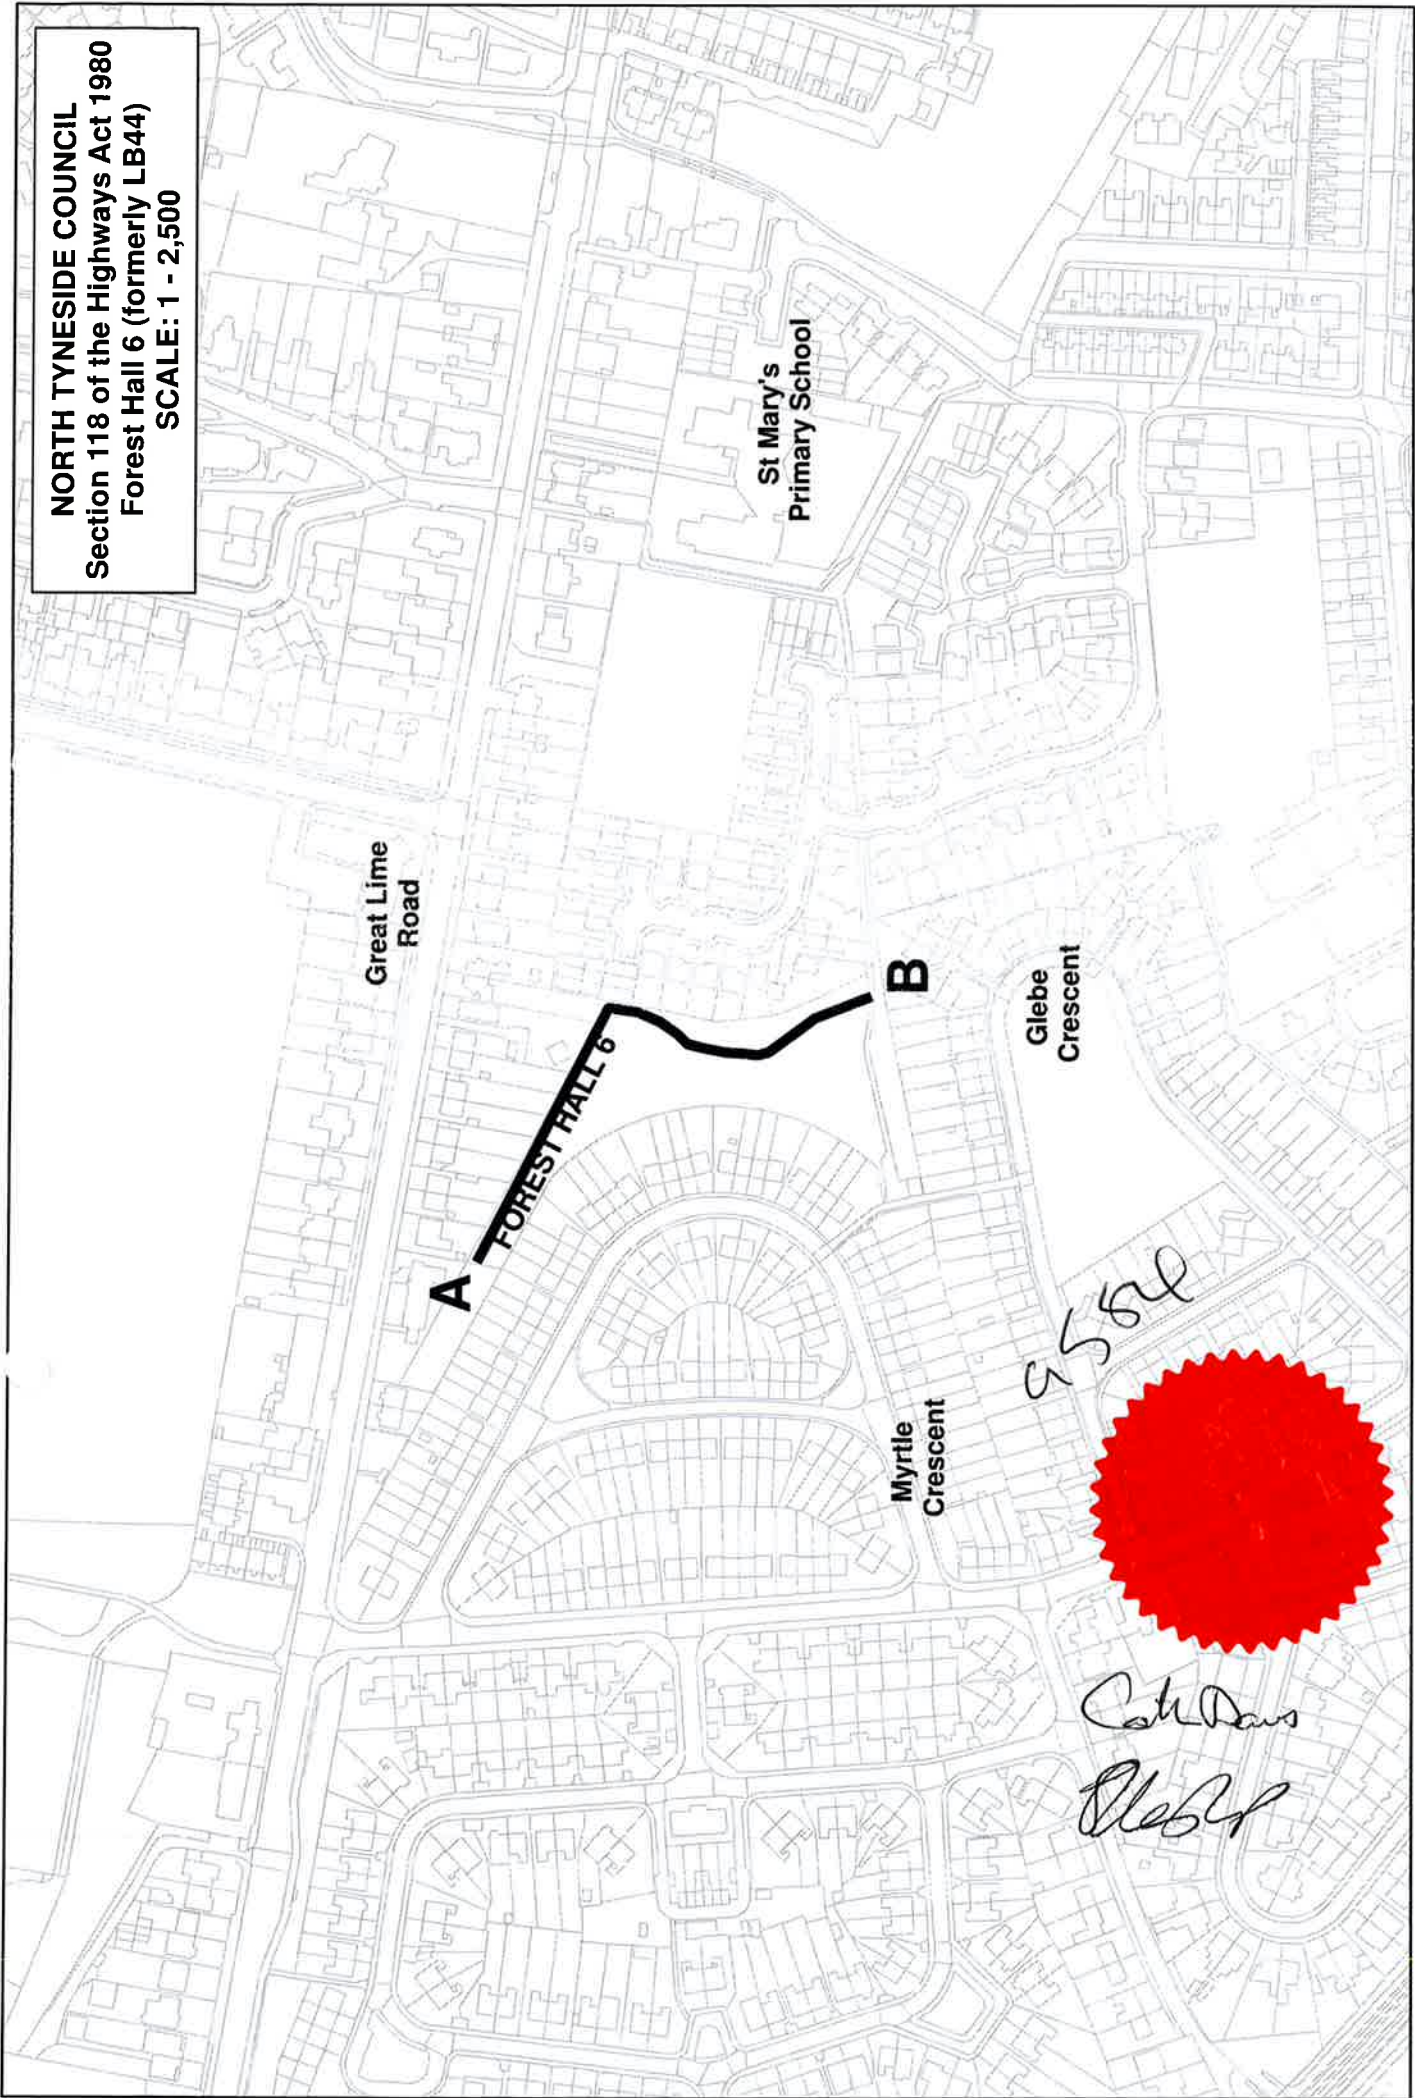 NORTH TYNESIDE COUNCIL
Section 118 of the Highways Act 1980
Forest Hall 6 (formerly LB44)
SCALE: 1 - 2,500
Great Lime
Road
St Mary's
Primary School
A
FOREST HALL 6
B
Glebe
Crescent
Myrtle
Crescent